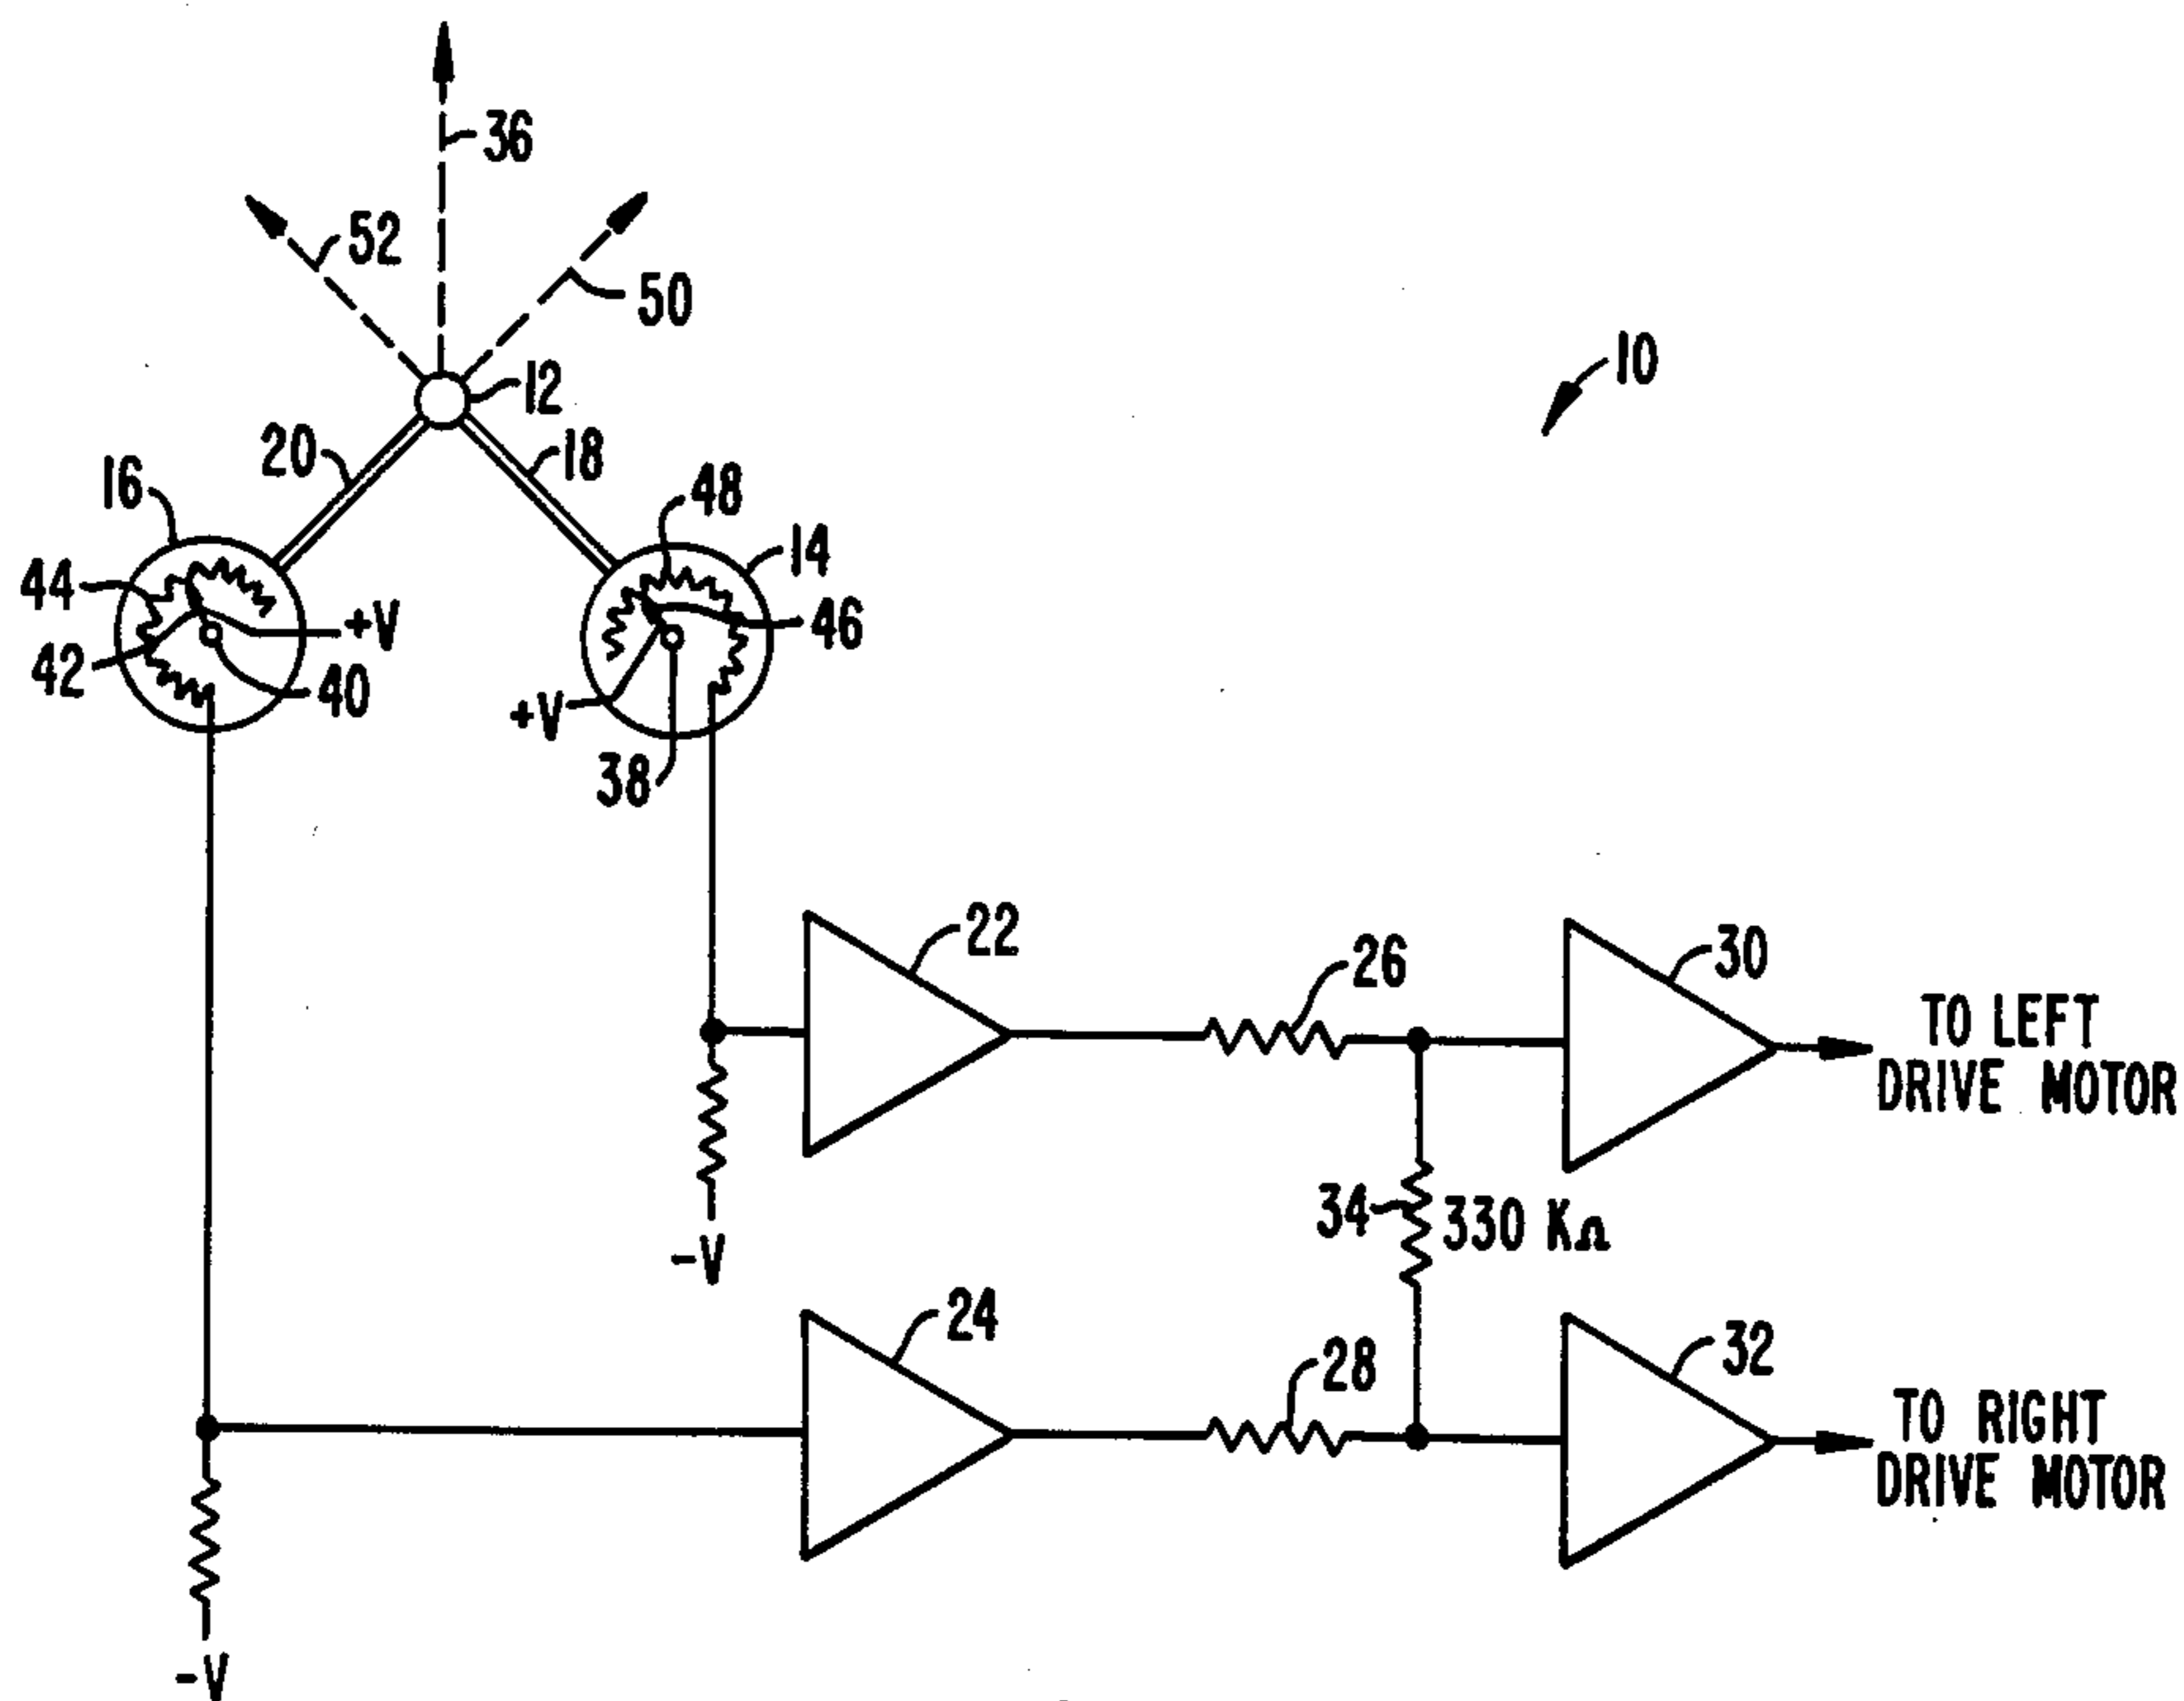 36
52
50
10
12
20
18
16
48
14
44
46
+V
42
40
+V
38
22
26
30
TO LEFT
DRIVE MOTOR
34
330 KΩ
-V
24
28
32
TO RIGHT
DRIVE MOTOR
-V